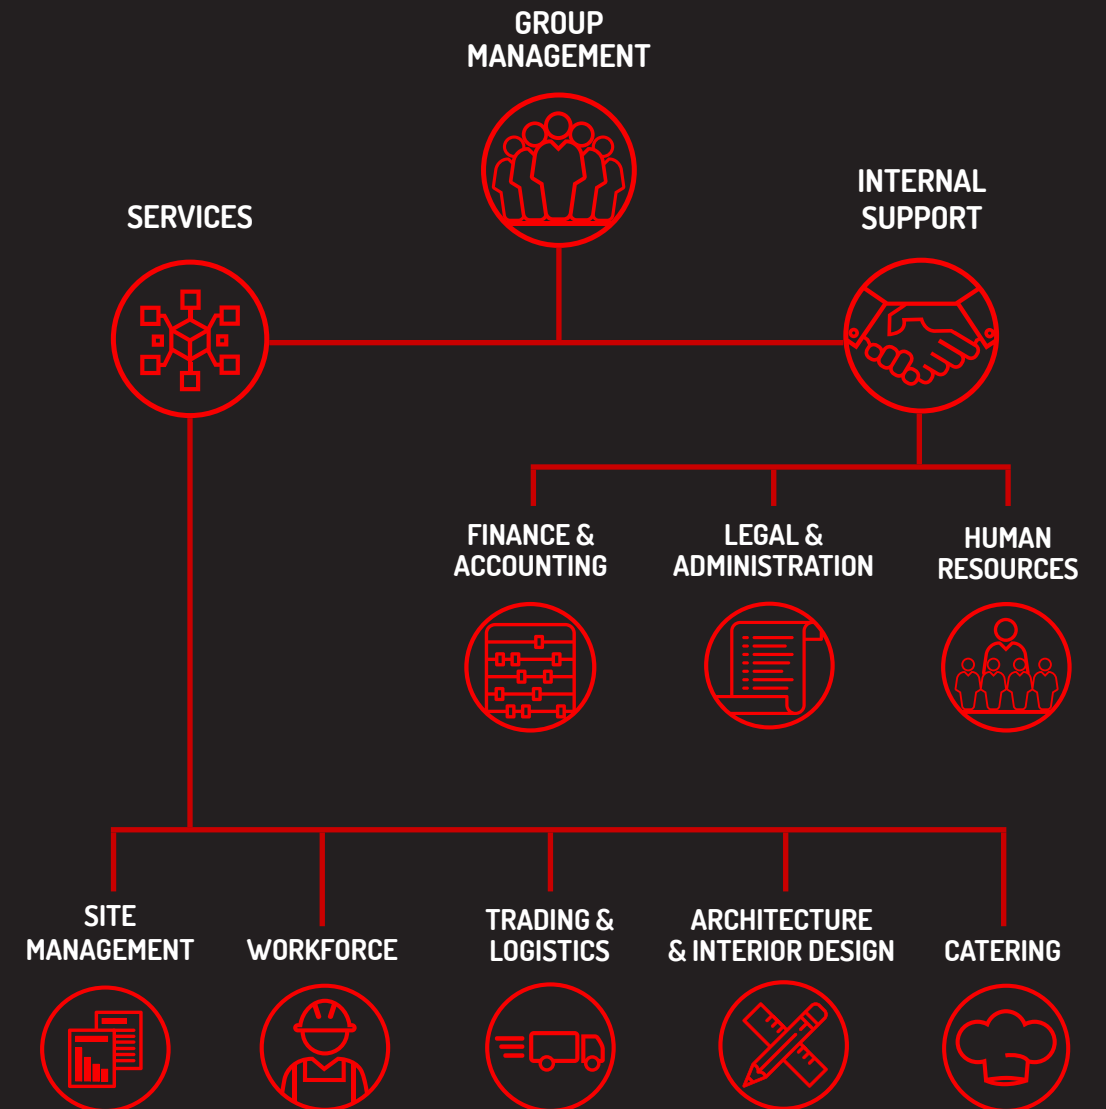 GROUP
MANAGEMENT
INTERNAL
SUPPORT
SERVICES
FINANCE &
ACCOUNTING
LEGAL &
ADMINISTRATION
HUMAN
RESOURCES
SITE
MANAGEMENT
WORKFORCE
TRADING &
LOGISTICS
ARCHITECTURE
& INTERIOR DESIGN
CATERING